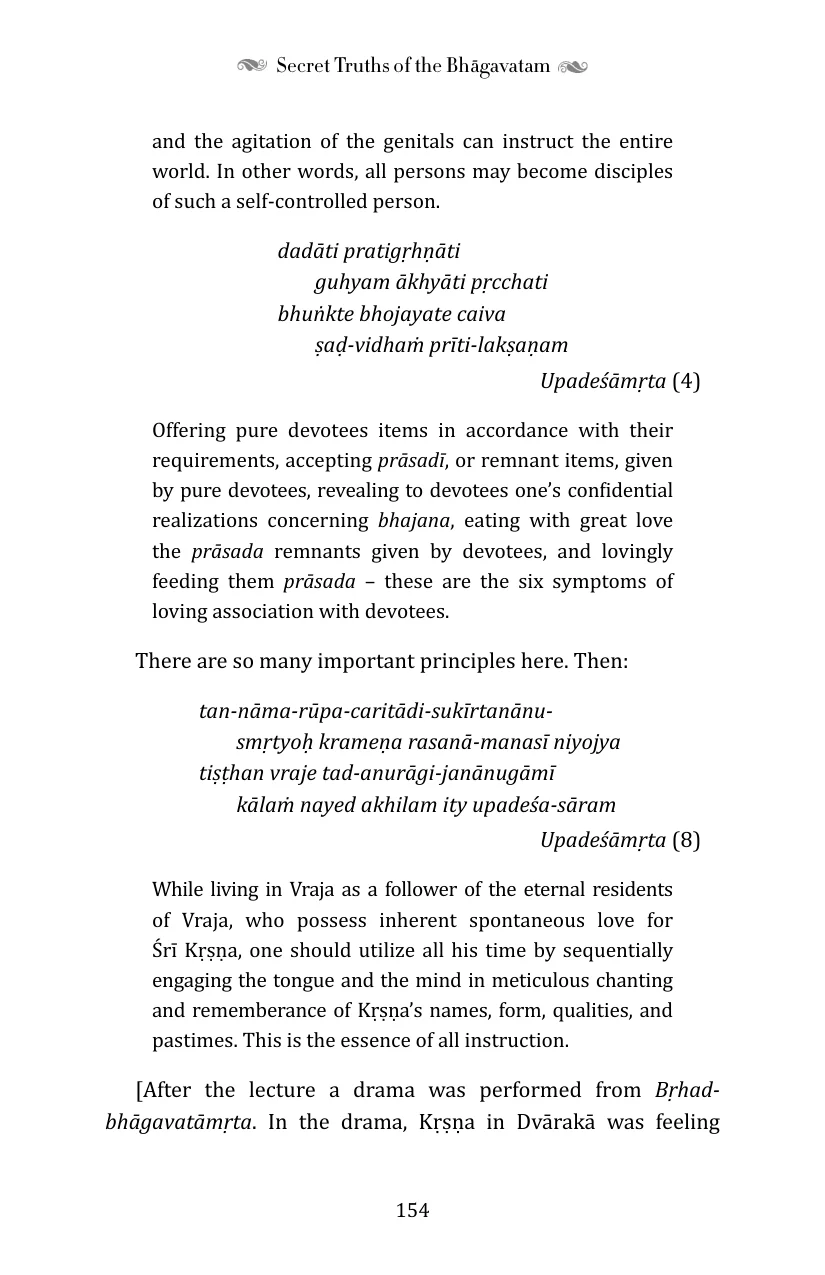 Secret Truths of the Bhāgavatam
and the agitation of the genitals can instruct the entire
world. In other words, all persons may become disciples
of such a self-controlled person.
dadāti pratigṛhṇāti
guhyam ākhyāti pṛcchati
bhuṅkte bhojayate caiva
ṣaḍ-vidhaṁ prīti-lakṣaṇam
Upadeśāmṛta (4)
Offering pure devotees items in accordance with their
requirements, accepting prāsadī, or remnant items, given
by pure devotees, revealing to devotees one’s confidential
realizations concerning bhajana, eating with great love
the prāsada remnants given by devotees, and lovingly
feeding them prāsada – these are the six symptoms of
loving association with devotees.
There are so many important principles here. Then:
tan-nāma-rūpa-caritādi-sukīrtanānu-
smṛtyoḥ krameṇa rasanā-manasī niyojya
tiṣṭhan vraje tad-anurāgi-janānugāmī
kālaṁ nayed akhilam ity upadeśa-sāram
Upadeśāmṛta (8)
While living in Vraja as a follower of the eternal residents
of Vraja, who possess inherent spontaneous love for
Śrī Kṛṣṇa, one should utilize all his time by sequentially
engaging the tongue and the mind in meticulous chanting
and rememberance of Kṛṣṇa’s names, form, qualities, and
pastimes. This is the essence of all instruction.
[After the lecture a drama was performed from Bṛhad-
bhāgavatāmṛta. In the drama, Kṛṣṇa in Dvārakā was feeling
154